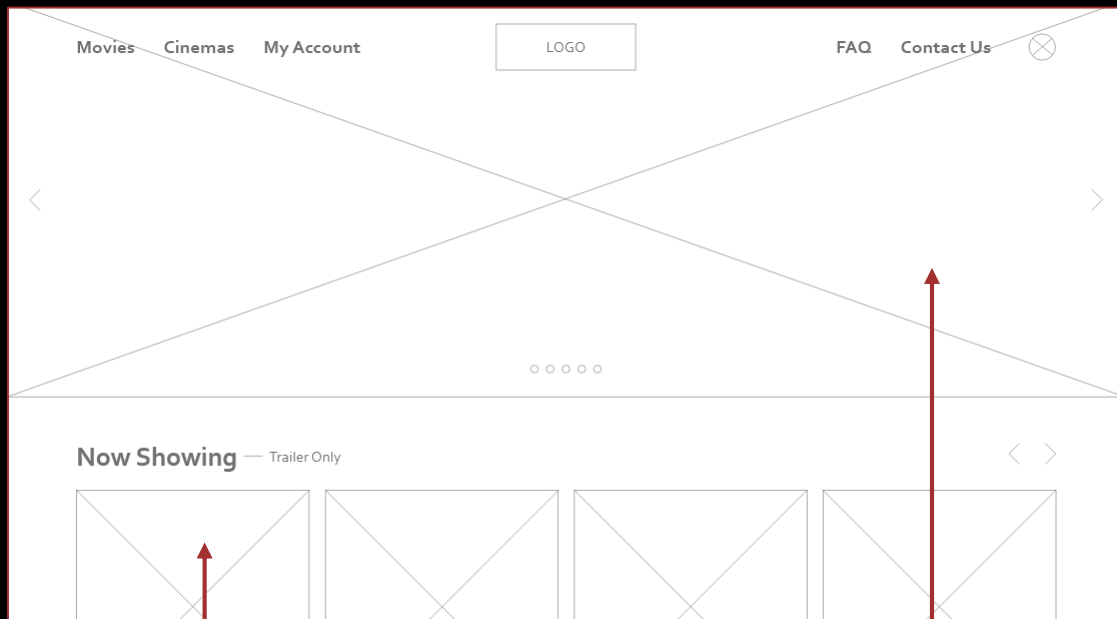 Movies Cinemas My Account LOGO FAQ Contact Us
Now Showing — Trailer Only